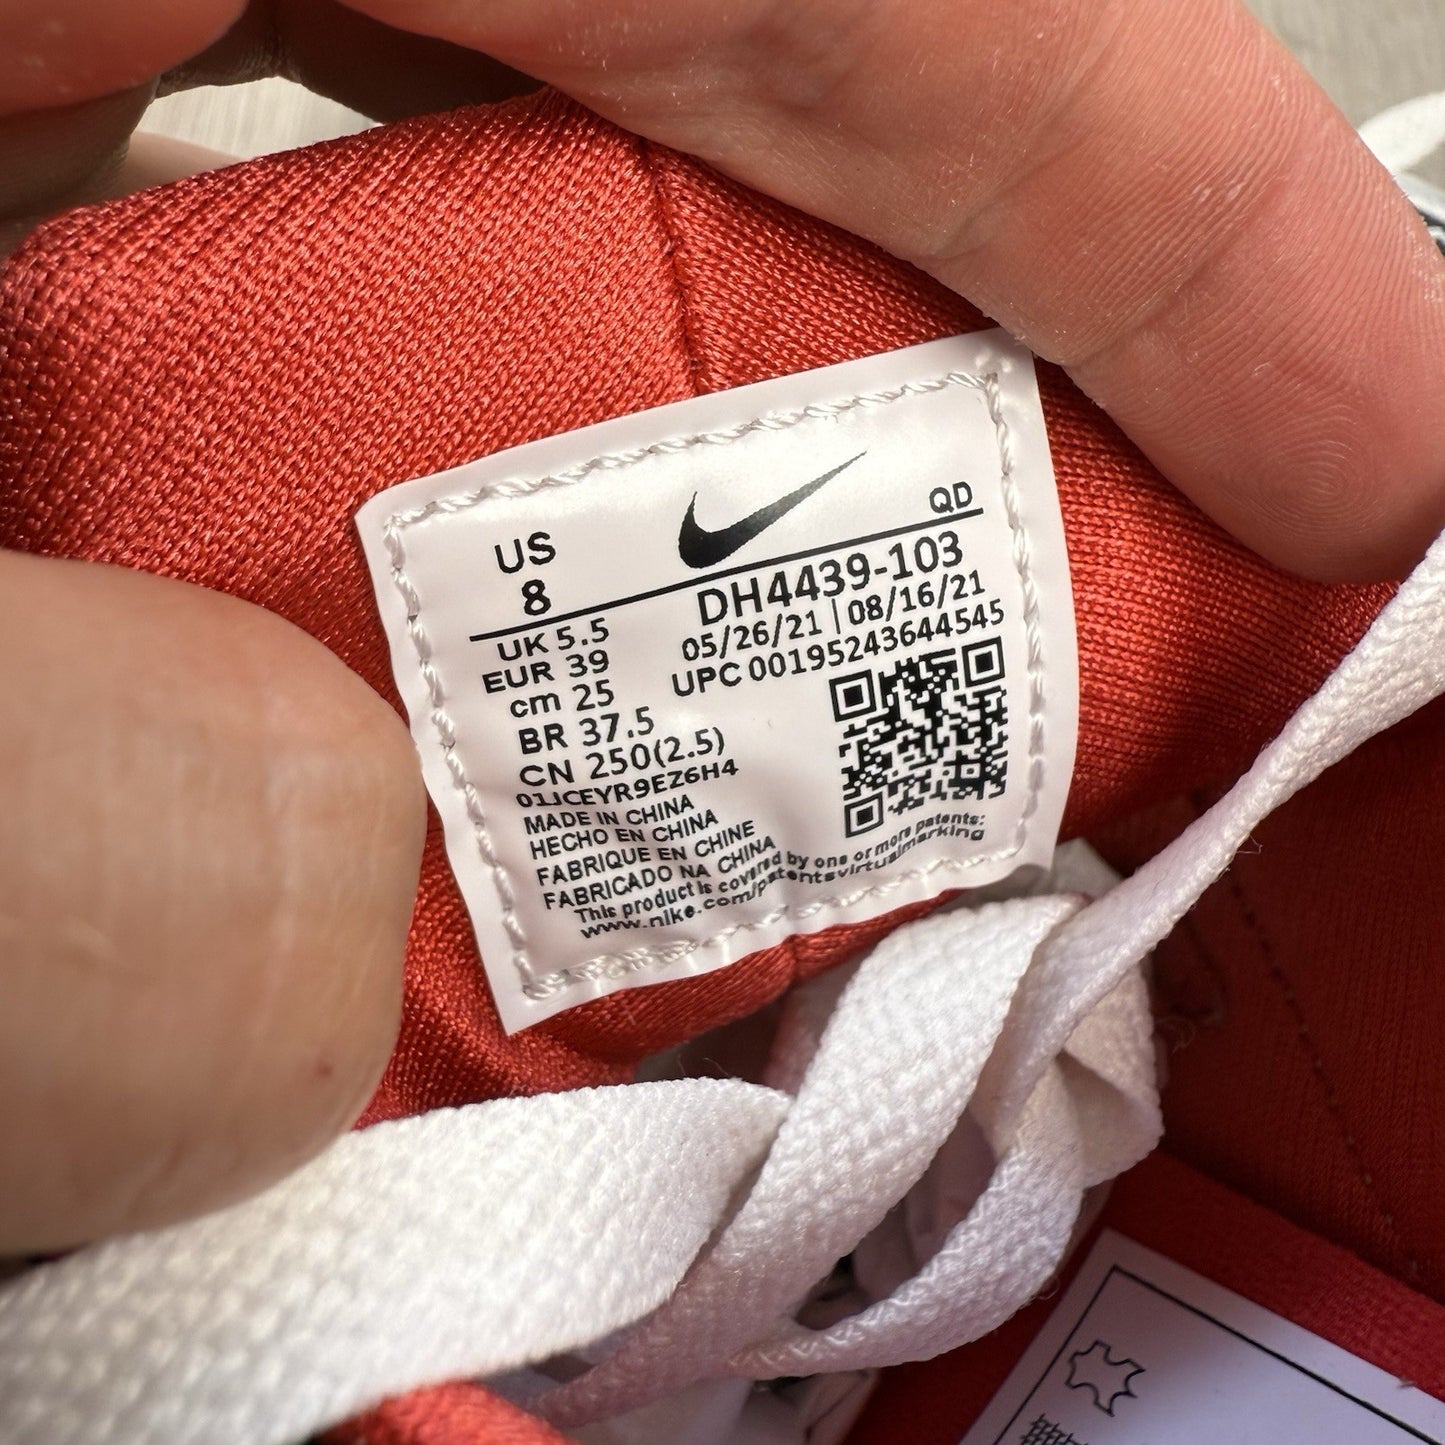 US
8
QD
DH4439-103
05/26/21 | 08/16/21
UPC 00195243644545
UK 5.5
EUR 39
cm 25
BR 37.5
CN 250(2.5)
01JCEYR9EZ6H4
MADE IN CHINA
HECHO EN CHINA
FABRIQUE EN CHINE
FABRICADO NA CHINA
This product is covered by one or more patents:
www.nike.com/patentsvirtualmarking